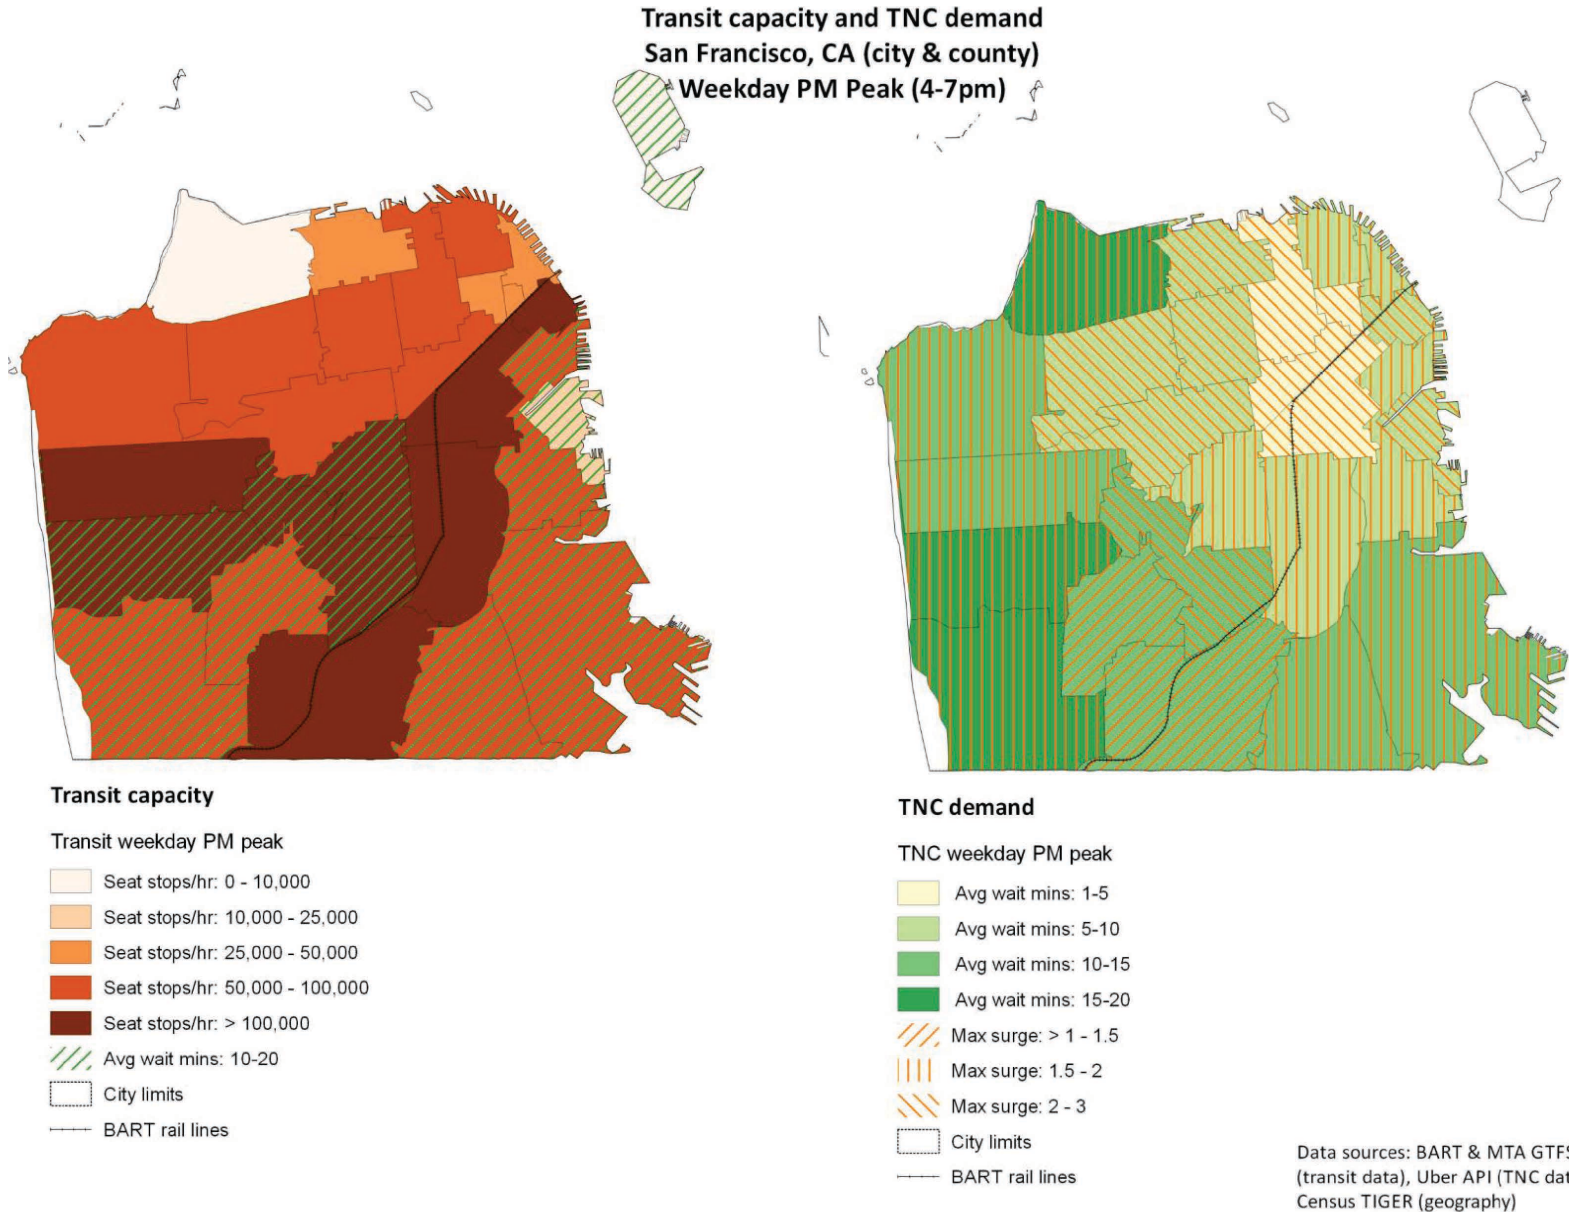 Transit capacity and TNC demand
San Francisco, CA (city & county)
Weekday PM Peak (4-7pm)
Transit capacity
Transit weekday PM peak
Seat stops/hr: 0 - 10,000
Seat stops/hr: 10,000 - 25,000
Seat stops/hr: 25,000 - 50,000
Seat stops/hr: 50,000 - 100,000
Seat stops/hr: > 100,000
Avg wait mins: 10-20
City limits
BART rail lines
TNC demand
TNC weekday PM peak
Avg wait mins: 1-5
Avg wait mins: 5-10
Avg wait mins: 10-15
Avg wait mins: 15-20
Max surge: > 1 - 1.5
Max surge: 1.5 - 2
Max surge: 2 - 3
City limits
BART rail lines
Data sources: BART & MTA GTFS
(transit data), Uber API (TNC dat
Census TIGER (geography)